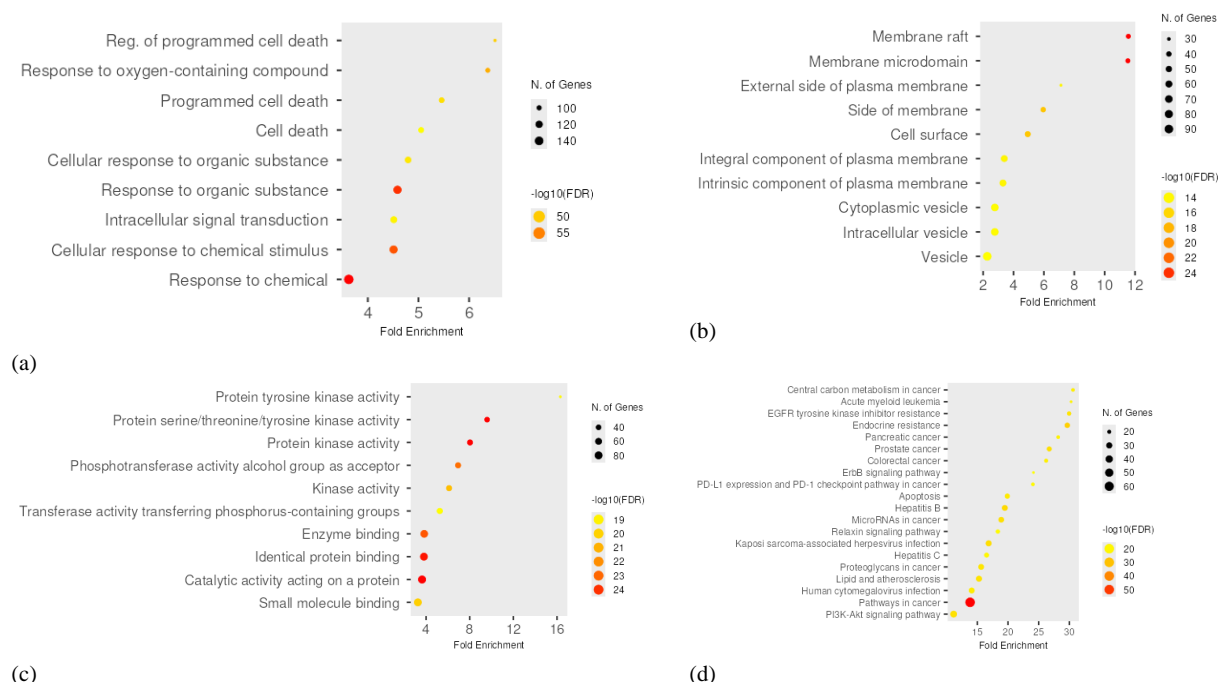 Reg. of programmed cell death
Response to oxygen-containing compound
Programmed cell death
Cell death
Cellular response to organic substance
Response to organic substance
Intracellular signal transduction
Cellular response to chemical stimulus
Response to chemical
4 5 6
Fold Enrichment
N. of Genes
100
120
140
-log10(FDR)
50
55
(a)
Membrane raft
Membrane microdomain
External side of plasma membrane
Side of membrane
Cell surface
Integral component of plasma membrane
Intrinsic component of plasma membrane
Cytoplasmic vesicle
Intracellular vesicle
Vesicle
2 4 6 8 10 12
Fold Enrichment
N. of Genes
30
40
50
60
70
80
90
-log10(FDR)
14
16
18
20
22
24
(b)
Protein tyrosine kinase activity
Protein serine/threonine/tyrosine kinase activity
Protein kinase activity
Phosphotransferase activity alcohol group as acceptor
Kinase activity
Transferase activity transferring phosphorus-containing groups
Enzyme binding
Identical protein binding
Catalytic activity acting on a protein
Small molecule binding
4 8 12 16
Fold Enrichment
N. of Genes
40
60
80
-log10(FDR)
19
20
21
22
23
24
(c)
Central carbon metabolism in cancer
Acute myeloid leukemia
EGFR tyrosine kinase inhibitor resistance
Endocrine resistance
Pancreatic cancer
Prostate cancer
Colorectal cancer
ErbB signaling pathway
PD-L1 expression and PD-1 checkpoint pathway in cancer
Apoptosis
Hepatitis B
MicroRNAs in cancer
Relaxin signaling pathway
Kaposi sarcoma-associated herpesvirus infection
Hepatitis C
Proteoglycans in cancer
Lipid and atherosclerosis
Human cytomegalovirus infection
Pathways in cancer
PI3K-Akt signaling pathway
15 20 25 30
Fold Enrichment
N. of Genes
20
30
40
50
60
-log10(FDR)
20
30
40
50
(d)